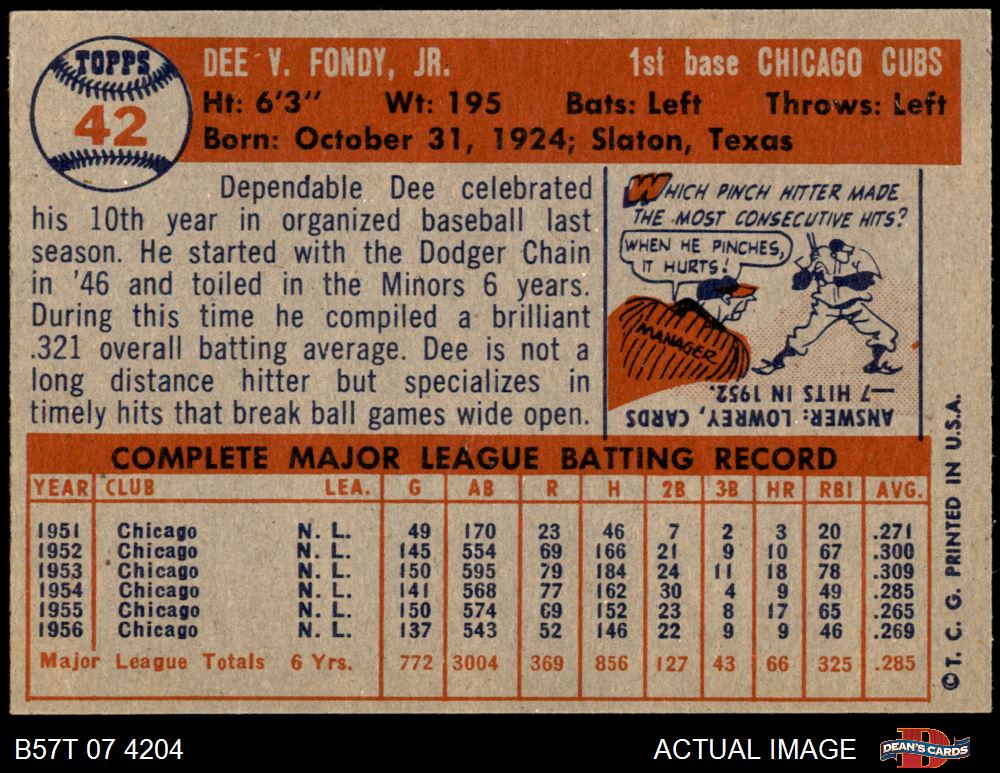 TOPPS
42
DEE V. FONDY, JR. 1st base CHICAGO CUBS
Ht: 6'3" Wt: 195 Bats: Left Throws: Left
Born: October 31, 1924; Slaton, Texas
Dependable Dee celebrated
his 10th year in organized baseball last
season. He started with the Dodger Chain
in '46 and toiled in the Minors 6 years.
During this time he compiled a brilliant
.321 overall batting average. Dee is not a
long distance hitter but specializes in
timely hits that break ball games wide open.
WHICH PINCH HITTER MADE
THE MOST CONSECUTIVE HITS?
WHEN HE PINCHES,
IT HURTS!
MANAGER
ANSWER: LOWREY, CARDS
—7 HITS IN 1952.
COMPLETE MAJOR LEAGUE BATTING RECORD
YEAR CLUB LEA. G AB R H 2B 3B HR RBI AVG.
1951 Chicago N. L. 49 170 23 46 7 2 3 20 .271
1952 Chicago N. L. 145 554 69 166 21 9 10 67 .300
1953 Chicago N. L. 150 595 79 184 24 11 18 78 .309
1954 Chicago N. L. 141 568 77 162 30 4 9 49 .285
1955 Chicago N. L. 150 574 69 152 23 8 17 65 .265
1956 Chicago N. L. 137 543 52 146 22 9 9 46 .269
Major League Totals 6 Yrs. 772 3004 369 856 127 43 66 325 .285
©T. C. G. PRINTED IN U.S.A.
B57T 07 4204 ACTUAL IMAGE DEAN'S CARDS